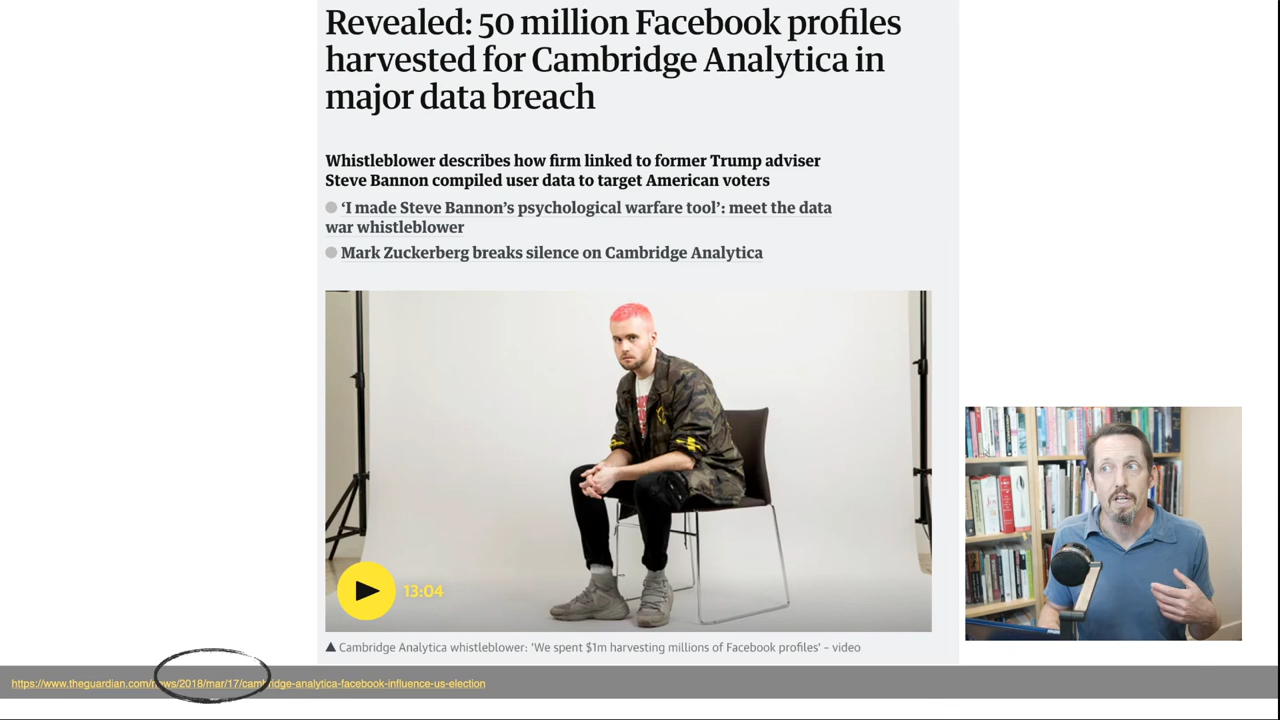 Revealed: 50 million Facebook profiles
harvested for Cambridge Analytica in
major data breach
Whistleblower describes how firm linked to former Trump adviser
Steve Bannon compiled user data to target American voters
‘I made Steve Bannon’s psychological warfare tool’: meet the data
war whistleblower
Mark Zuckerberg breaks silence on Cambridge Analytica
13:04
Cambridge Analytica whistleblower: 'We spent $1m harvesting millions of Facebook profiles' – video
https://www.theguardian.com/news/2018/mar/17/cambridge-analytica-facebook-influence-us-election